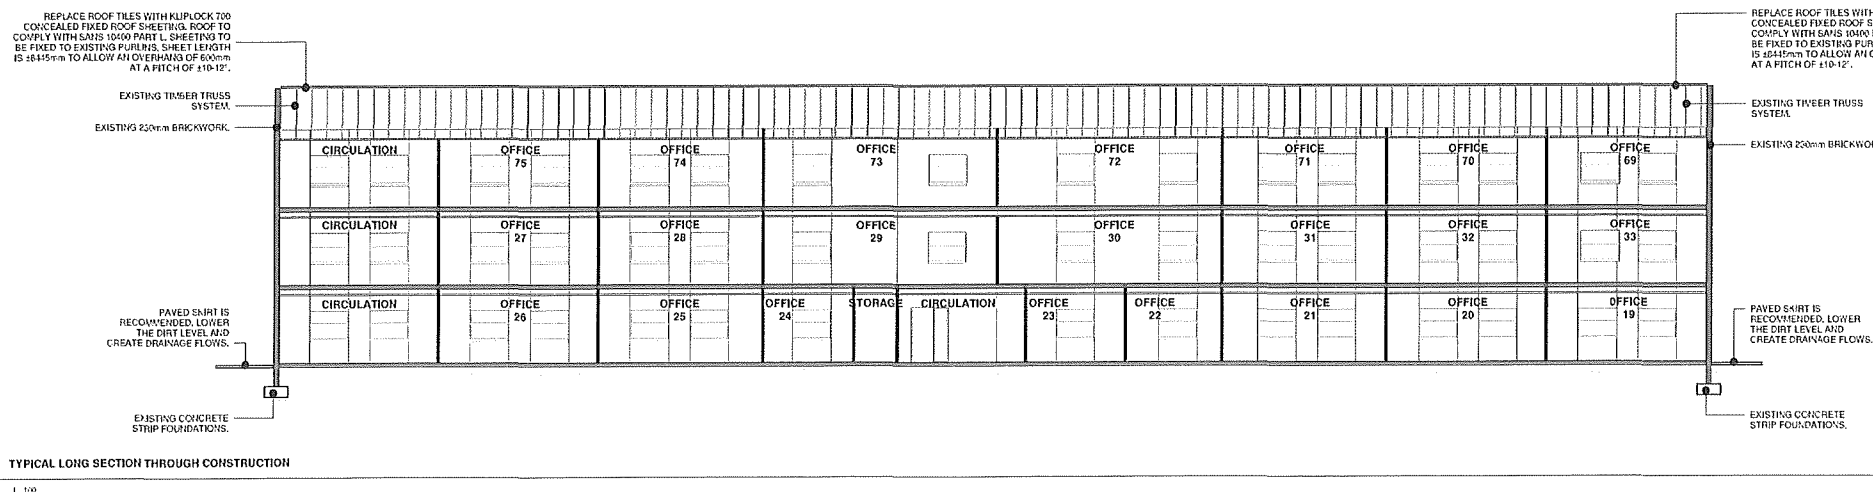 REPLACE ROOF TILES WITH KLIPLOCK 700
CONCEALED FIXED ROOF SHEETING. ROOF TO
COMPLY WITH SANS 10400 PART L. SHEETING TO
BE FIXED TO EXISTING PURLINS. SHEET LENGTH
IS ±8445mm TO ALLOW AN OVERHANG OF 600mm
AT A PITCH OF ±10-12°.
EXISTING TIMBER TRUSS
SYSTEM.
EXISTING 230mm BRICKWORK.
REPLACE ROOF TILES WITH
CONCEALED FIXED ROOF S
COMPLY WITH SANS 10400
BE FIXED TO EXISTING PUR
IS ±8445mm TO ALLOW AN O
AT A PITCH OF ±10-12°.
EXISTING TIMBER TRUSS
SYSTEM.
EXISTING 230mm BRICKWOR
CIRCULATION OFFICE OFFICE OFFICE OFFICE OFFICE OFFICE OFFICE
75 74 73 72 71 70 69
CIRCULATION OFFICE OFFICE OFFICE OFFICE OFFICE OFFICE OFFICE
27 28 29 30 31 32 33
CIRCULATION OFFICE OFFICE OFFICE STORAGE CIRCULATION OFFICE OFFICE OFFICE OFFICE OFFICE
26 25 24 23 22 21 20 19
PAVED SKIRT IS
RECOMMENDED. LOWER
THE DIRT LEVEL AND
CREATE DRAINAGE FLOWS.
PAVED SKIRT IS
RECOMMENDED. LOWER
THE DIRT LEVEL AND
CREATE DRAINAGE FLOWS.
EXISTING CONCRETE
STRIP FOUNDATIONS.
EXISTING CONCRETE
STRIP FOUNDATIONS.
TYPICAL LONG SECTION THROUGH CONSTRUCTION